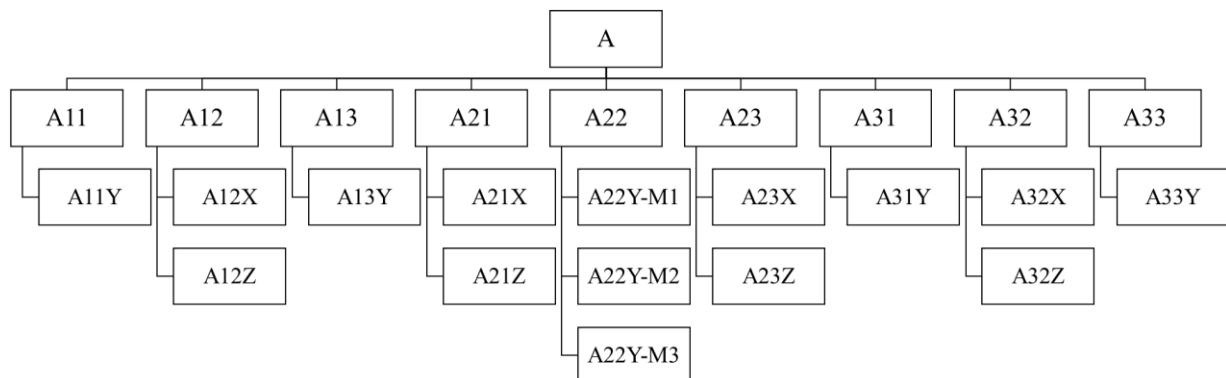 A
A11 A12 A13 A21 A22 A23 A31 A32 A33
A11Y A12X A13Y A21X A22Y-M1 A23X A31Y A32X A33Y
A12Z A21Z A22Y-M2 A23Z A32Z
A22Y-M3